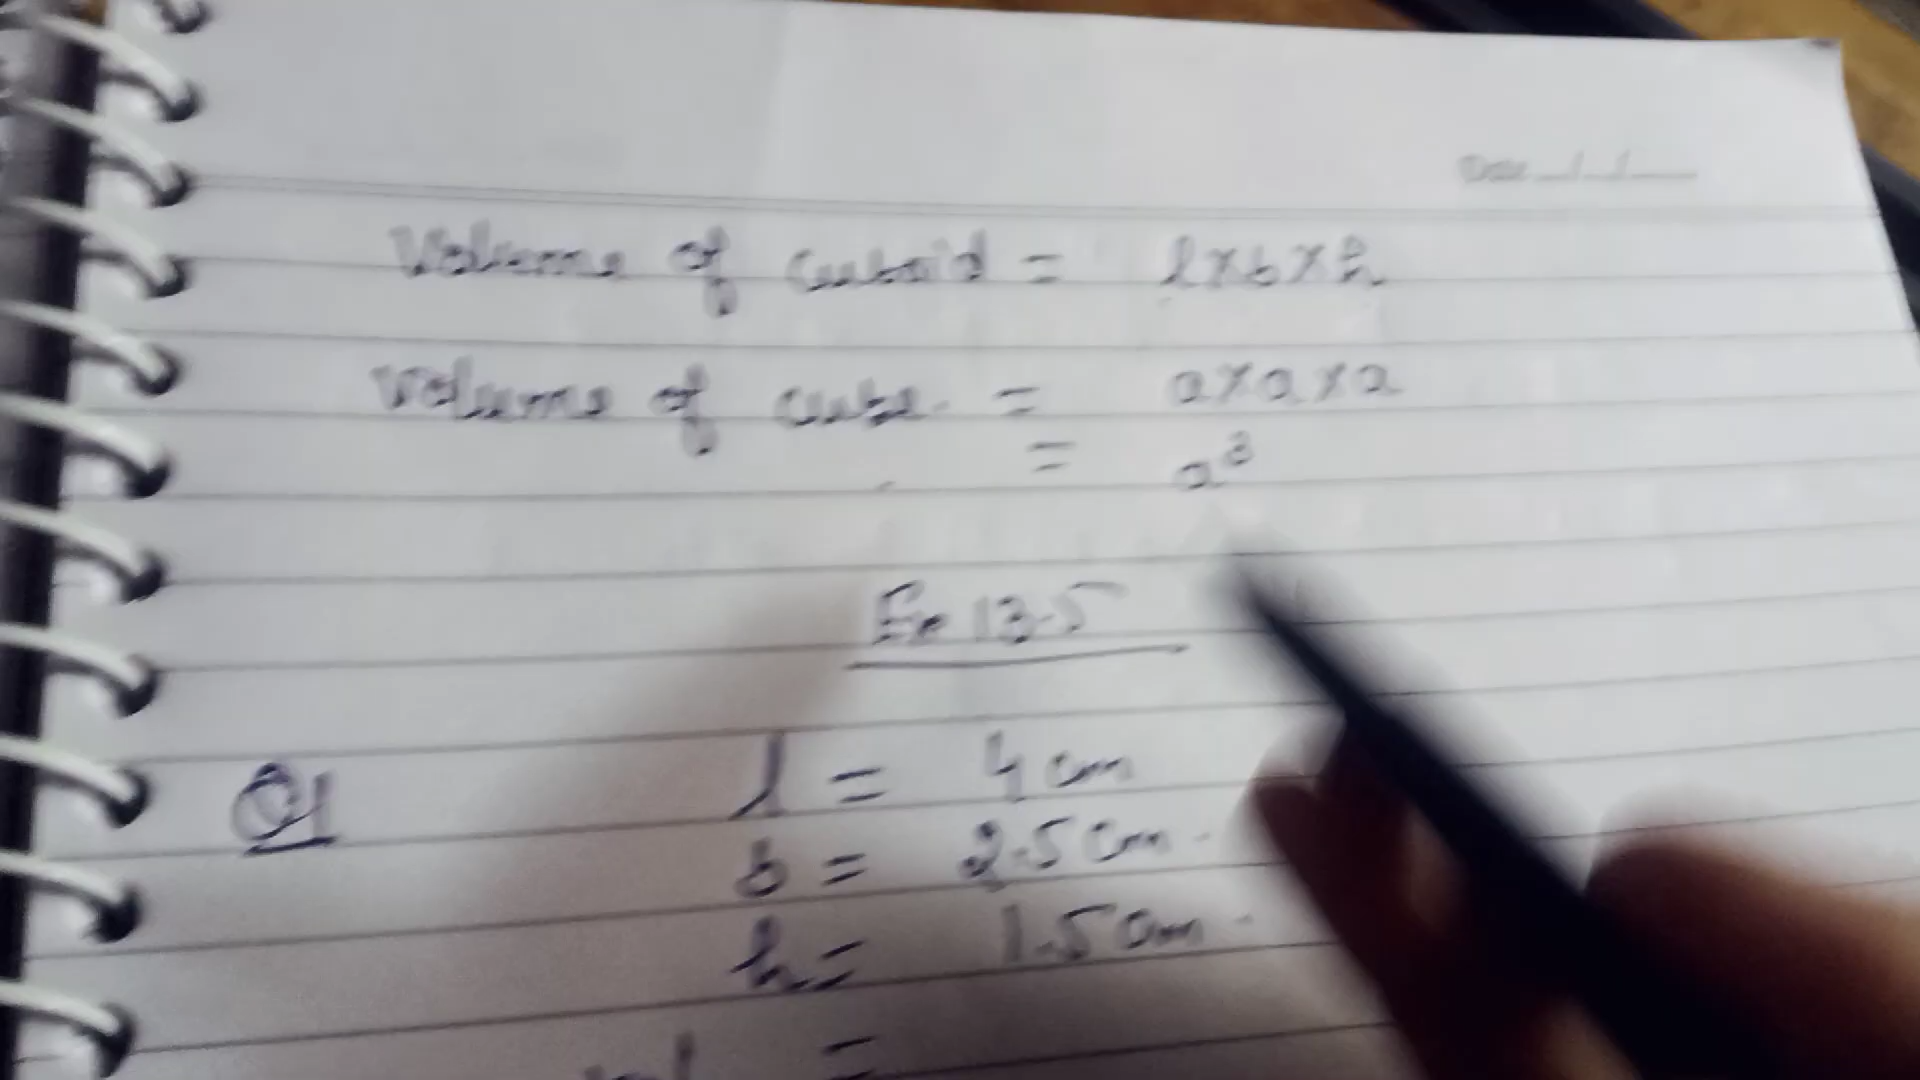 Date
Volume of cuboid = l×b×h
Volume of cube = a×a×a
= a³
Ex 13.5
Q1 l = 4 cm
b = 2.5 cm
h = 1.5 cm
=